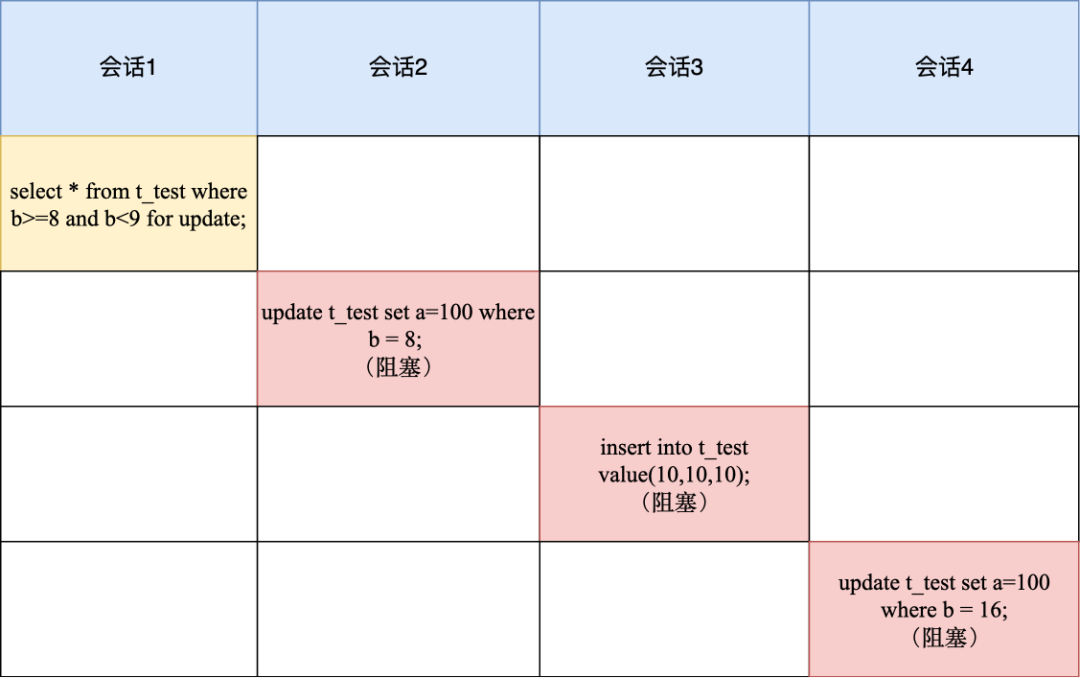 会话1
会话2
会话3
会话4
select * from t_test where
b>=8 and b<9 for update;
update t_test set a=100 where
b = 8;
（阻塞）
insert into t_test
value(10,10,10);
（阻塞）
update t_test set a=100
where b = 16;
（阻塞）